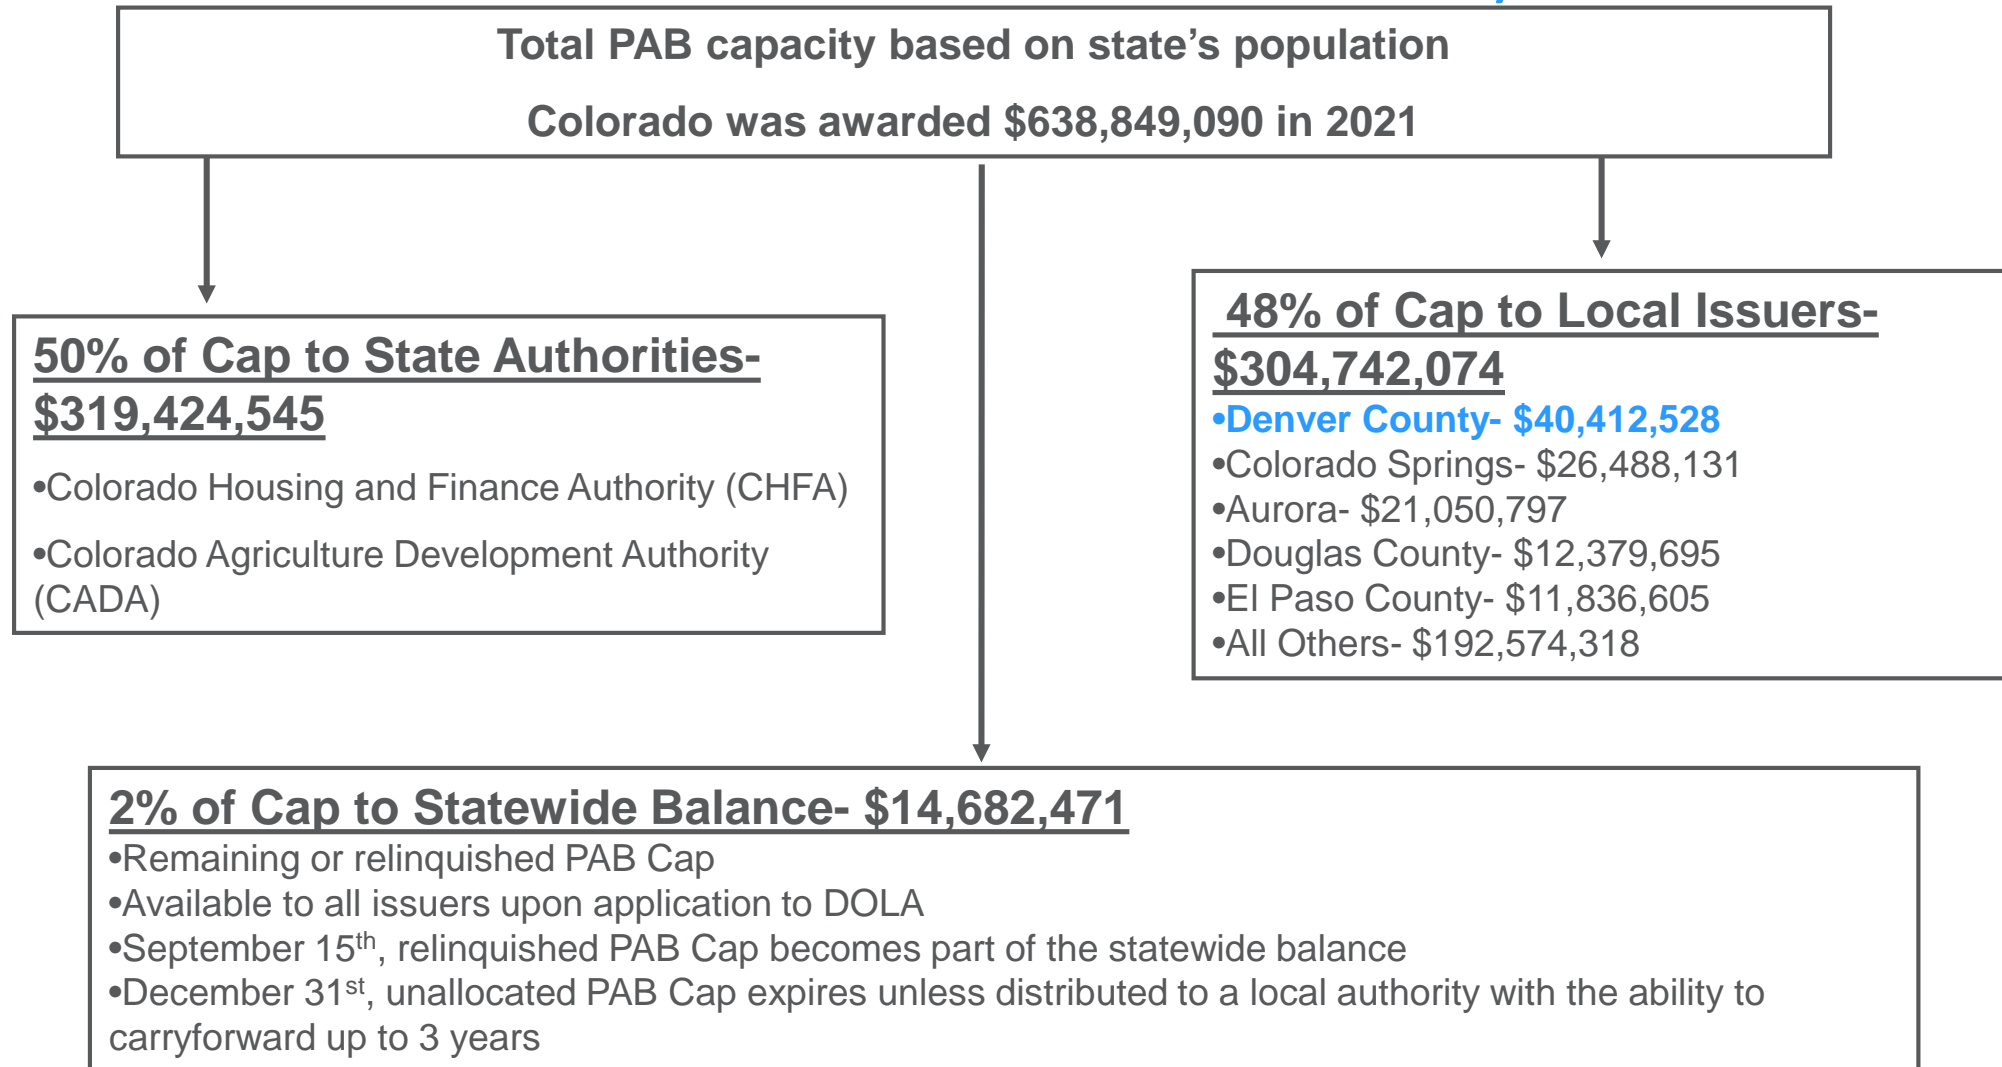 Total PAB capacity based on state’s population
Colorado was awarded $638,849,090 in 2021
50% of Cap to State Authorities-
$319,424,545
•Colorado Housing and Finance Authority (CHFA)
•Colorado Agriculture Development Authority
(CADA)
48% of Cap to Local Issuers-
$304,742,074
•Denver County- $40,412,528
•Colorado Springs- $26,488,131
•Aurora- $21,050,797
•Douglas County- $12,379,695
•El Paso County- $11,836,605
•All Others- $192,574,318
2% of Cap to Statewide Balance- $14,682,471
•Remaining or relinquished PAB Cap
•Available to all issuers upon application to DOLA
•September 15th, relinquished PAB Cap becomes part of the statewide balance
•December 31st, unallocated PAB Cap expires unless distributed to a local authority with the ability to
carryforward up to 3 years